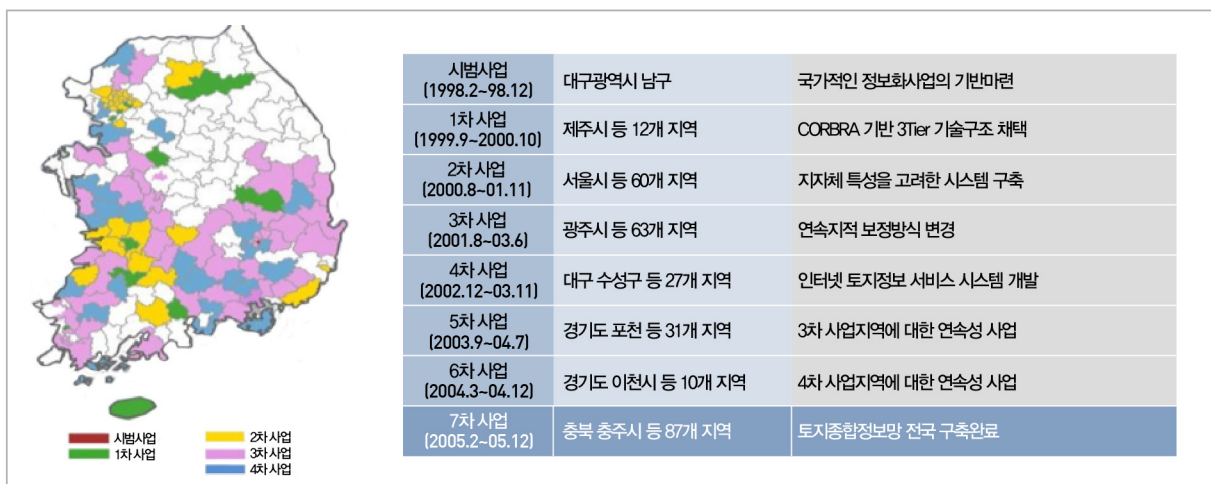 시범사업
(1998.2~98.12)
대구광역시 남구
국가적인 정보화사업의 기반마련
1차 사업
(1999.9~2000.10)
제주시 등 12개 지역
CORBRA 기반 3Tier 기술구조 채택
2차 사업
(2000.8~01.11)
서울시 등 60개 지역
지자체 특성을 고려한 시스템 구축
3차 사업
(2001.8~03.6)
광주시 등 63개 지역
연속지적 보정방식 변경
4차 사업
(2002.12~03.11)
대구 수성구 등 27개 지역
인터넷 토지정보 서비스 시스템 개발
5차 사업
(2003.9~04.7)
경기도 포천 등 31개 지역
3차 사업지역에 대한 연속성 사업
6차 사업
(2004.3~04.12)
경기도 이천시 등 10개 지역
4차 사업지역에 대한 연속성 사업
7차 사업
(2005.2~05.12)
충북 충주시 등 87개 지역
토지종합정보망 전국 구축완료
시범사업
1차 사업
2차 사업
3차 사업
4차 사업